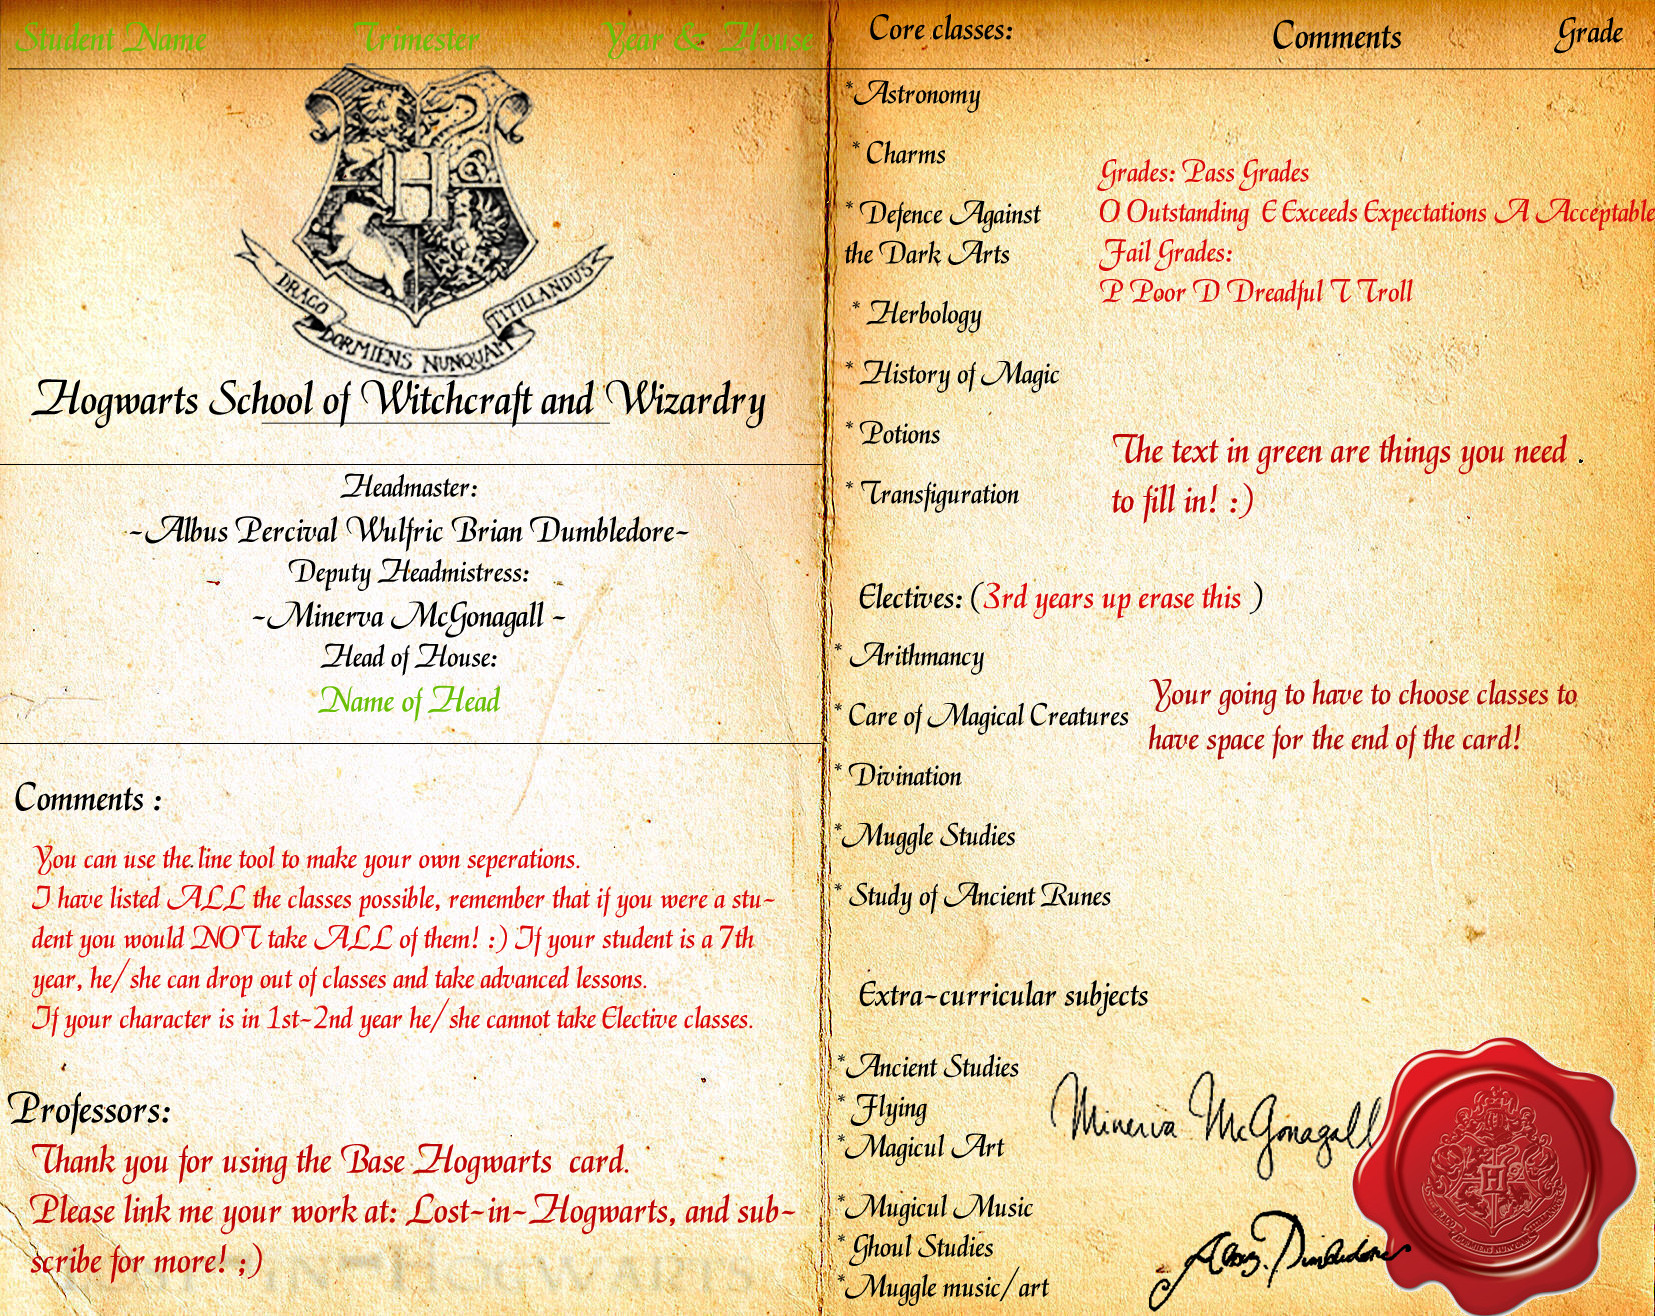 Student Name Trimester Year & House
DRACO
DORMIENS NUNQUAM
TITILLANDUS
Hogwarts School of Witchcraft and Wizardry
Headmaster:
~Albus Percival Wulfric Brian Dumbledore~
Deputy Headmistress:
~Minerva McGonagall ~
Head of House:
Name of Head
Comments :
You can use the line tool to make your own seperations.
I have listed ALL the classes possible, remember that if you were a stu-
dent you would NOT take ALL of them! :) If your student is a 7th
year, he/she can drop out of classes and take advanced lessons.
If your character is in 1st~2nd year he/she cannot take Elective classes.
Professors:
Thank you for using the Base Hogwarts card.
Please link me your work at: Lost~in~Hogwarts, and sub-
scribe for more! ;)
Core classes: Comments Grade
*Astronomy
* Charms
* Defence Against
the Dark Arts
* Herbology
* History of Magic
* Potions
* Transfiguration
Grades: Pass Grades
O Outstanding E Exceeds Expectations A Acceptable
Fail Grades:
P Poor D Dreadful T Troll
The text in green are things you need .
to fill in! :)
Electives: (3rd years up erase this )
* Arithmancy
* Care of Magical Creatures
* Divination
*Muggle Studies
* Study of Ancient Runes
Your going to have to choose classes to
have space for the end of the card!
Extra~curricular subjects
*Ancient Studies
* Flying
*Magicul Art
*Mugicul Music
* Ghoul Studies
* Muggle music/art
Minerva McGonagall
Albus Dumbledore